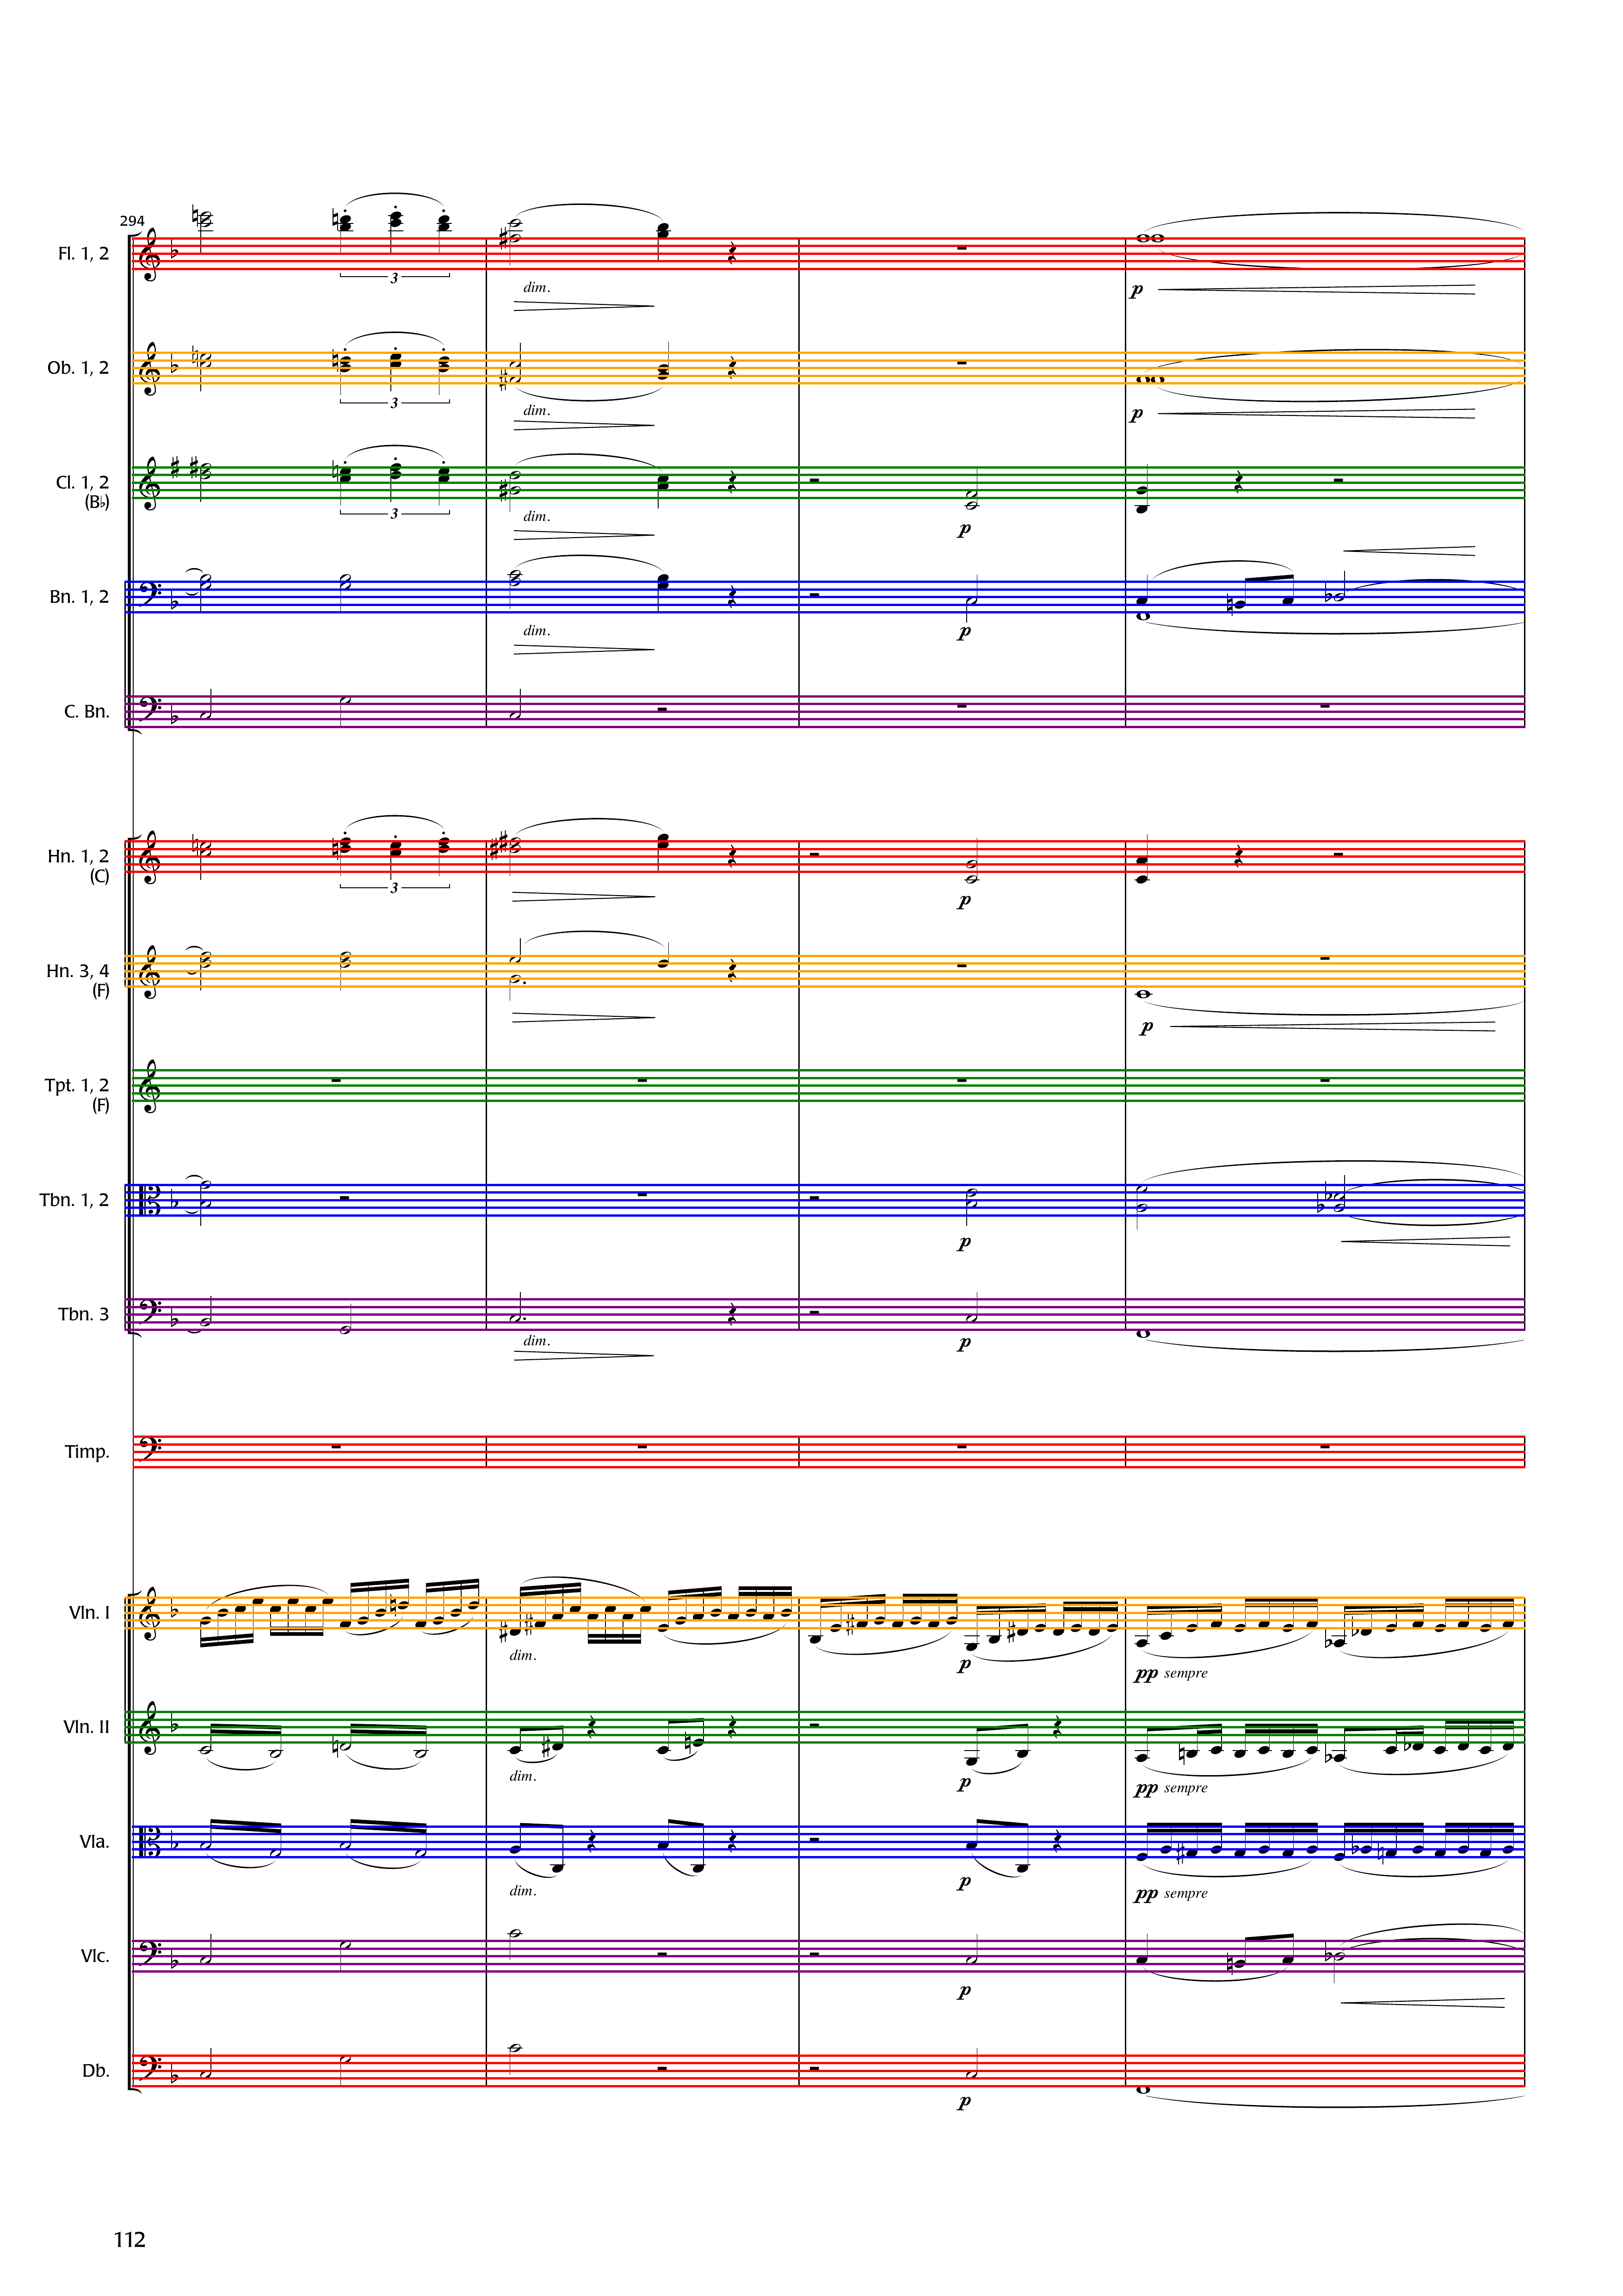 294
Fl. 1, 2
3
dim.
p
Ob. 1, 2
3
dim.
p
Cl. 1, 2
(B♭)
3
dim.
p
Bn. 1, 2
dim.
p
C. Bn.
Hn. 1, 2
(C)
3
p
Hn. 3, 4
(F)
p
Tpt. 1, 2
(F)
Tbn. 1, 2
p
Tbn. 3
dim.
p
Timp.
Vln. I
dim.
p
pp sempre
Vln. II
dim.
p
pp sempre
Vla.
dim.
p
pp sempre
Vlc.
p
Db.
p
112